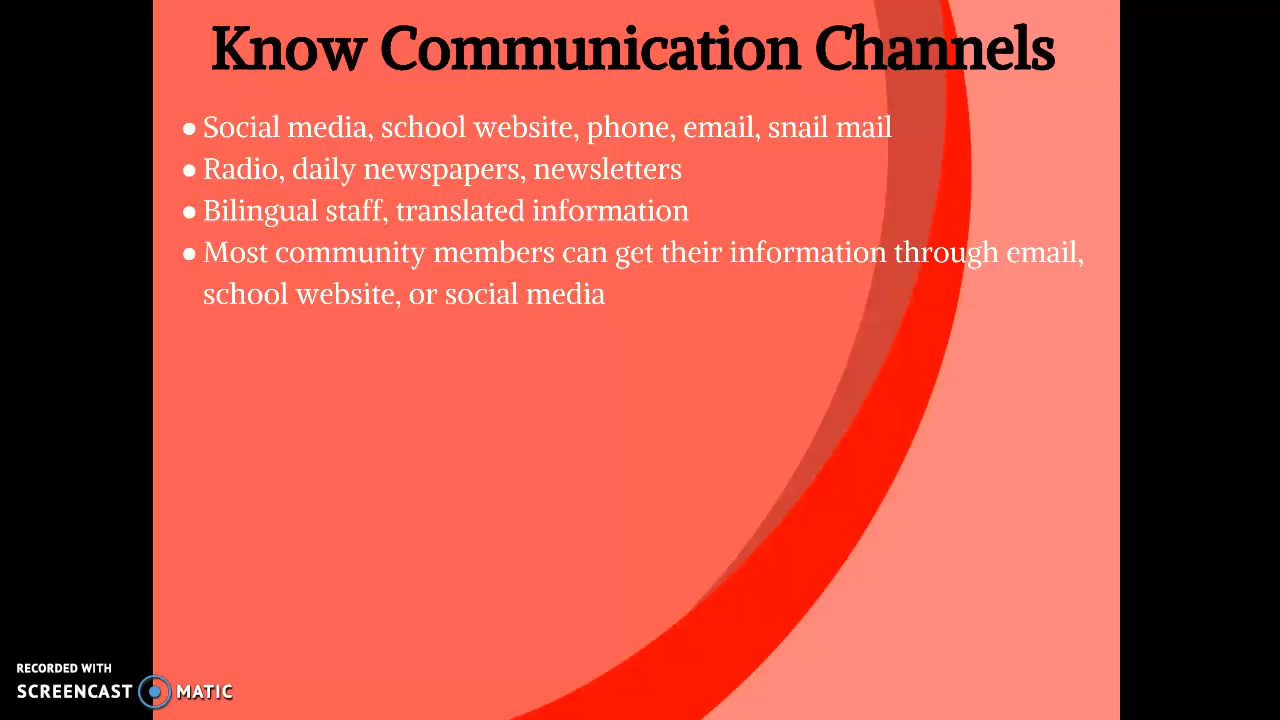 Know Communication Channels
● Social media, school website, phone, email, snail mail
● Radio, daily newspapers, newsletters
● Bilingual staff, translated information
● Most community members can get their information through email,
school website, or social media
RECORDED WITH
SCREENCAST MATIC